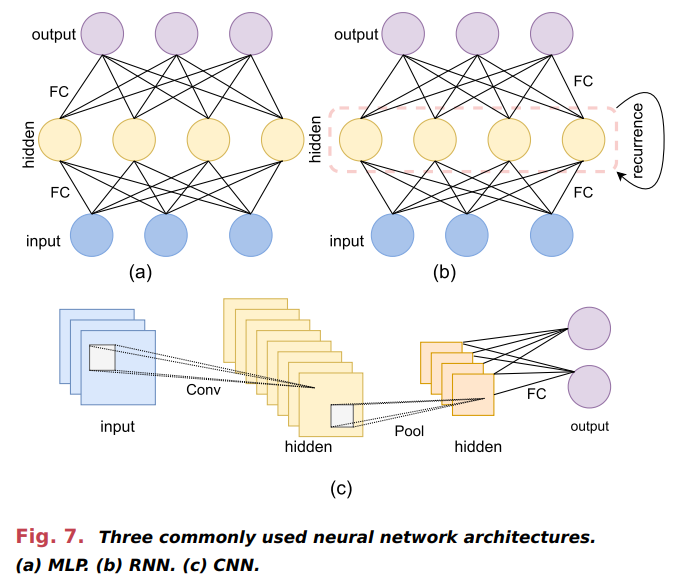 output
FC
hidden
FC
input
(a)
output
FC
hidden
recurrence
FC
input
(b)
Conv
input
hidden
Pool
hidden
FC
output
(c)
Fig. 7. Three commonly used neural network architectures.
(a) MLP. (b) RNN. (c) CNN.